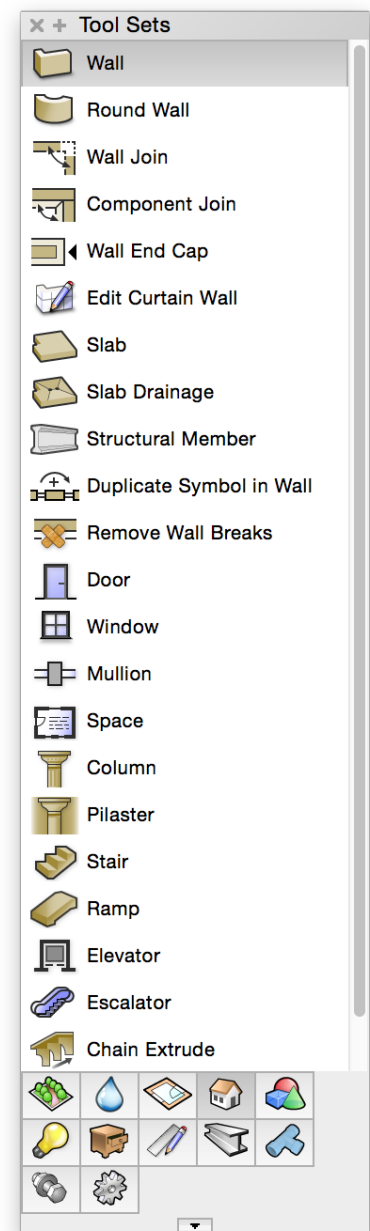 Tool Sets
Wall
Round Wall
Wall Join
Component Join
Wall End Cap
Edit Curtain Wall
Slab
Slab Drainage
Structural Member
Duplicate Symbol in Wall
Remove Wall Breaks
Door
Window
Mullion
Space
Column
Pilaster
Stair
Ramp
Elevator
Escalator
Chain Extrude